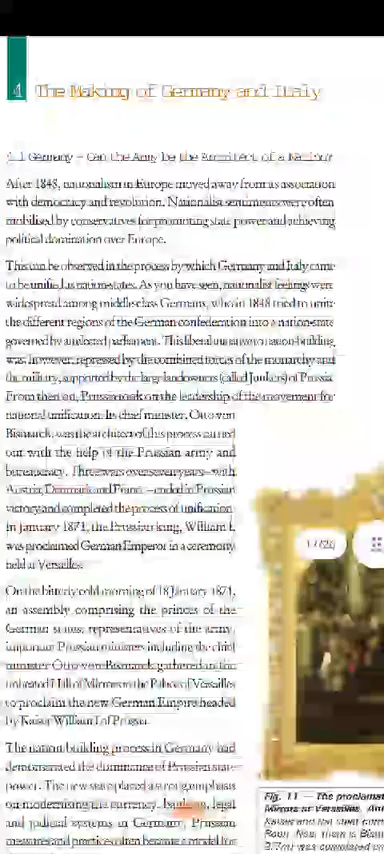 4 The Making of Germany and Italy
4.1 Germany – Can the Army be the Architect of a Nation?
After 1848, nationalism in Europe moved away from its association
with democracy and revolution. Nationalist sentiments were often
mobilised by conservatives for promoting state power and achieving
political domination over Europe.
This can be observed in the process by which Germany and Italy came
to be unified as nation-states. As you have seen, nationalist feelings were
widespread among middle-class Germans, who in 1848 tried to unite
the different regions of the German confederation into a nation-state
governed by an elected parliament. This liberal initiative to nation-building
was, however, repressed by the combined forces of the monarchy and
the military, supported by the large landowners (called Junkers) of Prussia.
From then on, Prussia took on the leadership of the movement for
national unification. Its chief minister, Otto von
Bismarck, was the architect of this process carried
out with the help of the Prussian army and
bureaucracy. Three wars over seven years – with
Austria, Denmark and France – ended in Prussian
victory and completed the process of unification.
In January 1871, the Prussian king, William I,
was proclaimed German Emperor in a ceremony
held at Versailles.
On the bitterly cold morning of 18 January 1871,
an assembly comprising the princes of the
German states, representatives of the army,
important Prussian ministers including the chief
minister Otto von Bismarck gathered in the
unheated Hall of Mirrors in the Palace of Versailles
to proclaim the new German Empire headed
by Kaiser William I of Prussia.
The nation-building process in Germany had
demonstrated the dominance of Prussian state
power. The new state placed a strong emphasis
on modernising the currency, banking, legal
and judicial systems in Germany. Prussian
measures and practices often became a model for
Fig. 11 — The proclamat
Mirrors at Versailles, An
Kaiser and the chief com
Roon. Near them is Bism
2.7m) was completed an